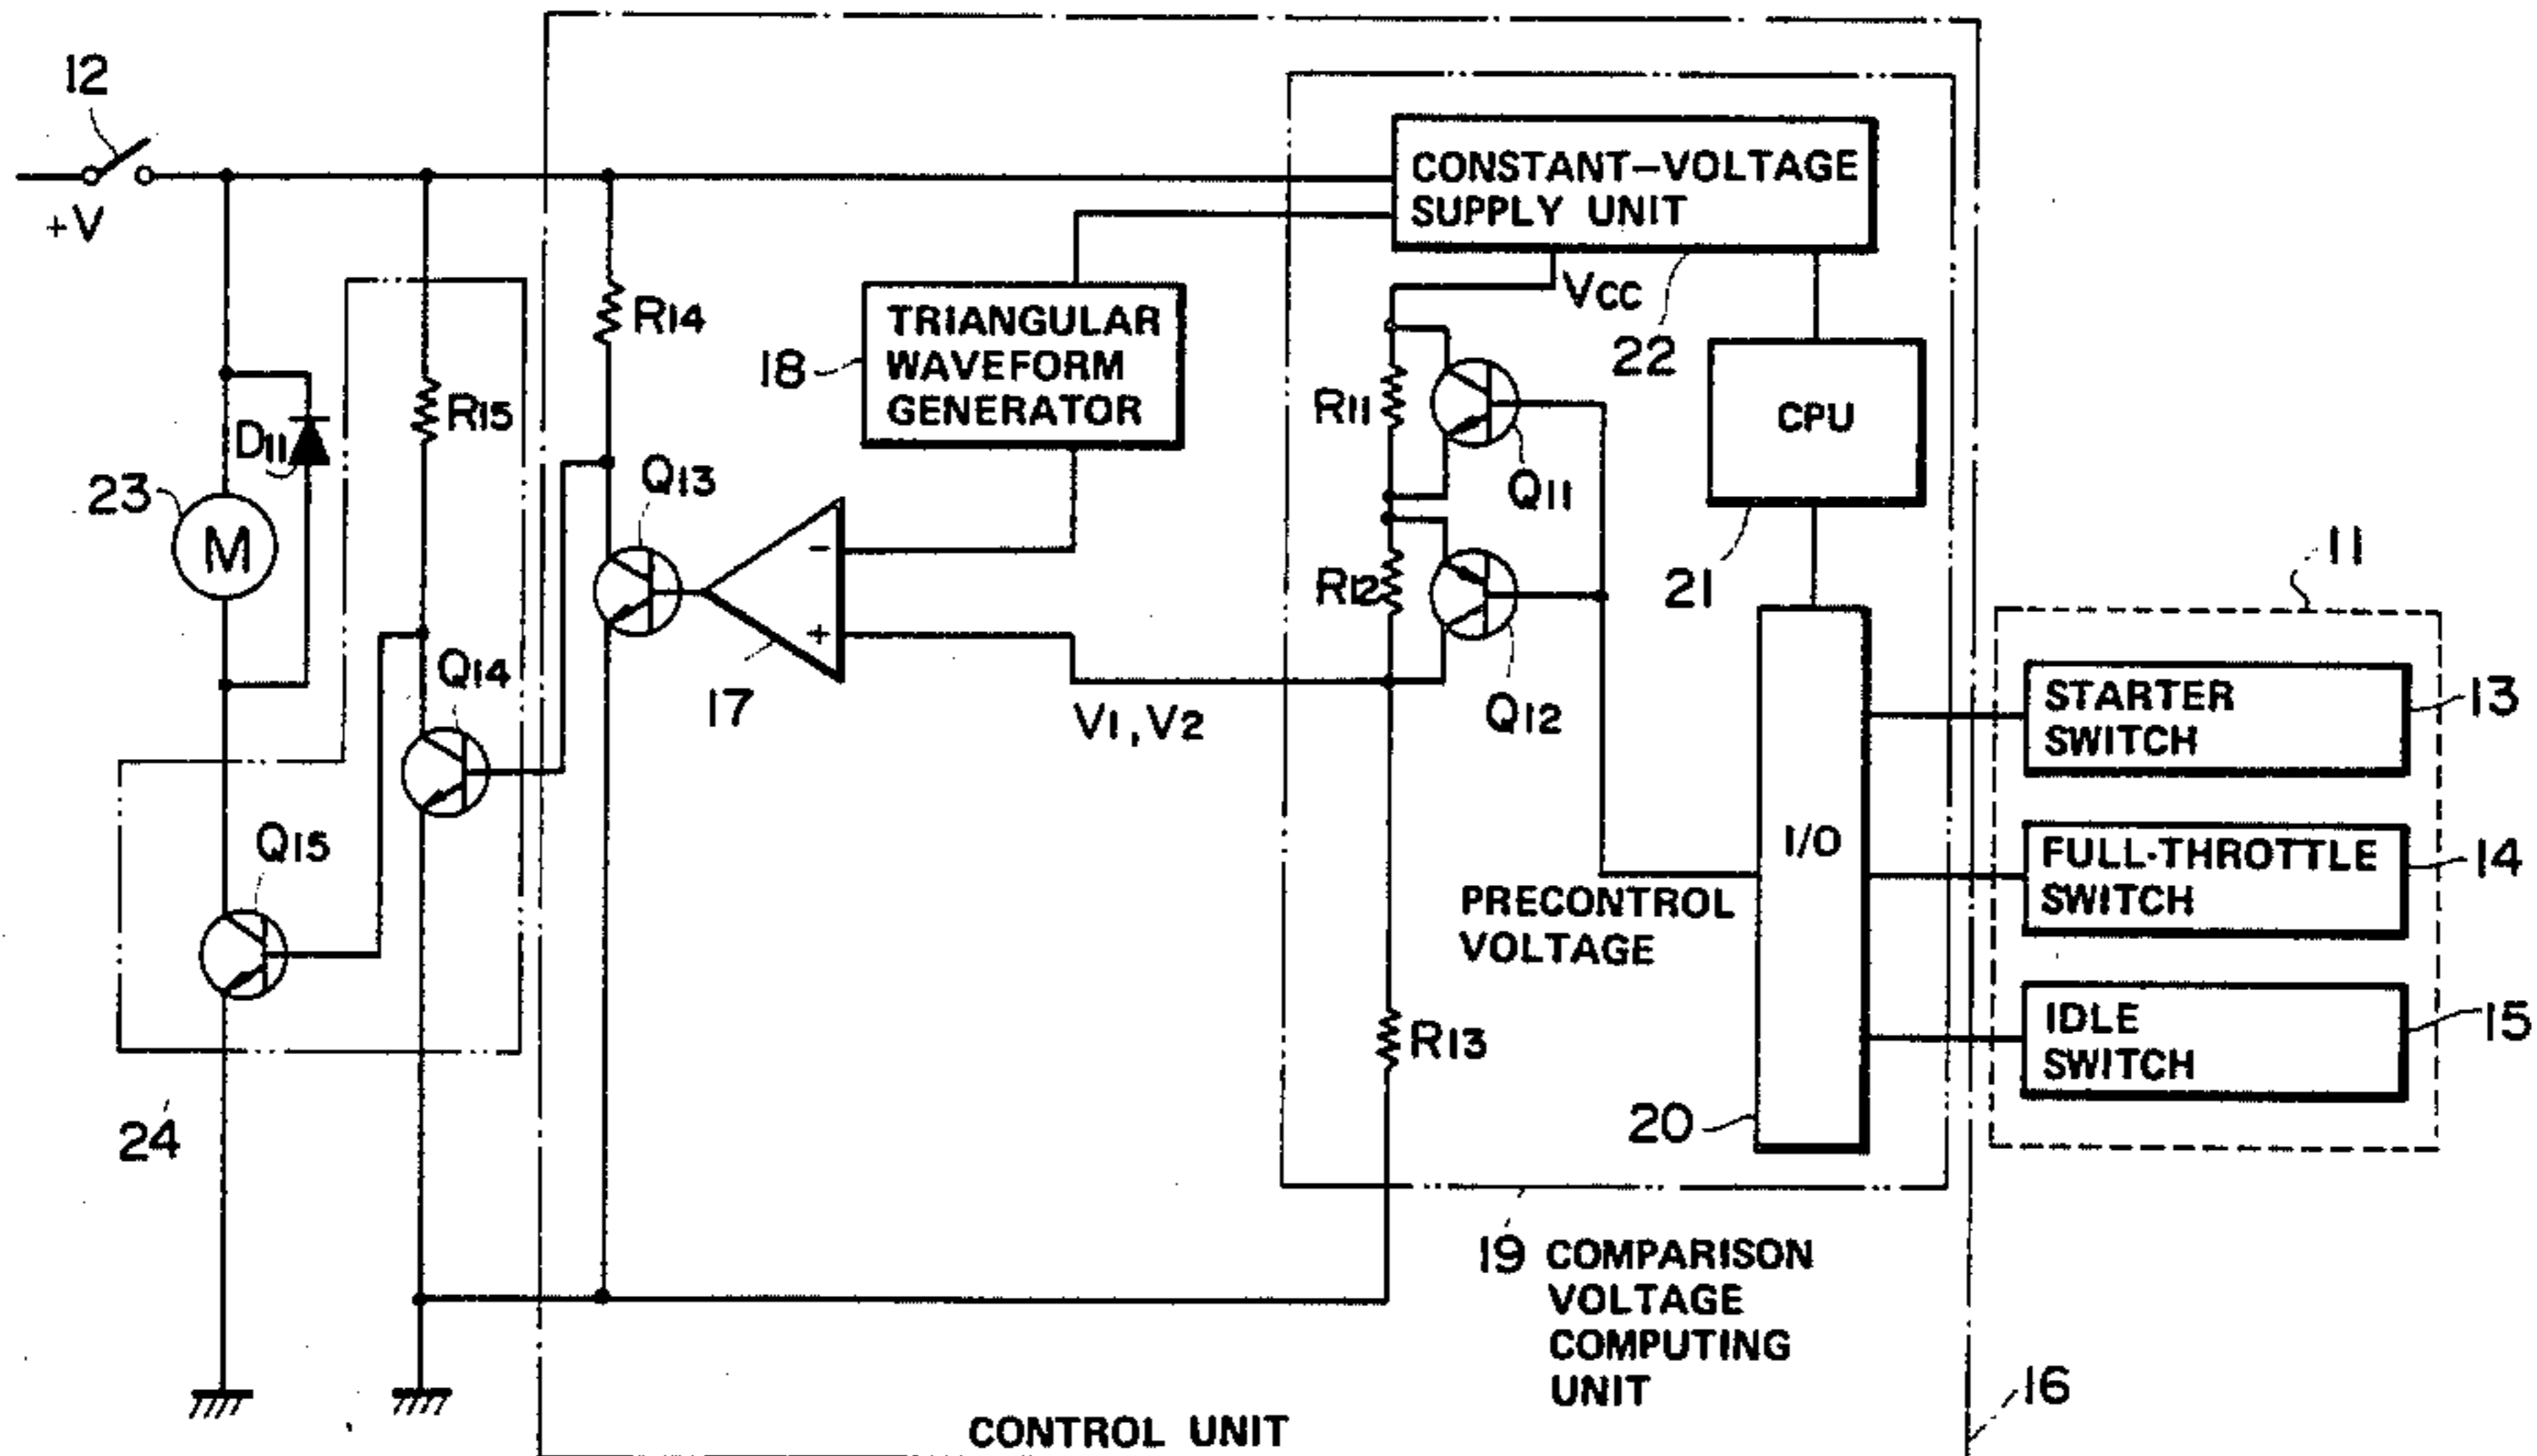 12
+V
CONSTANT-VOLTAGE
SUPPLY UNIT
VCC
22
TRIANGULAR
WAVEFORM
GENERATOR
18
R14
R15
D11
23
M
Q13
R11
Q11
CPU
21
11
R12
Q12
-
+
17
V1, V2
Q14
Q15
24
I/O
20
STARTER
SWITCH
13
FULL-THROTTLE
SWITCH
14
IDLE
SWITCH
15
PRECONTROL
VOLTAGE
R13
19 COMPARISON
VOLTAGE
COMPUTING
UNIT
16
CONTROL UNIT